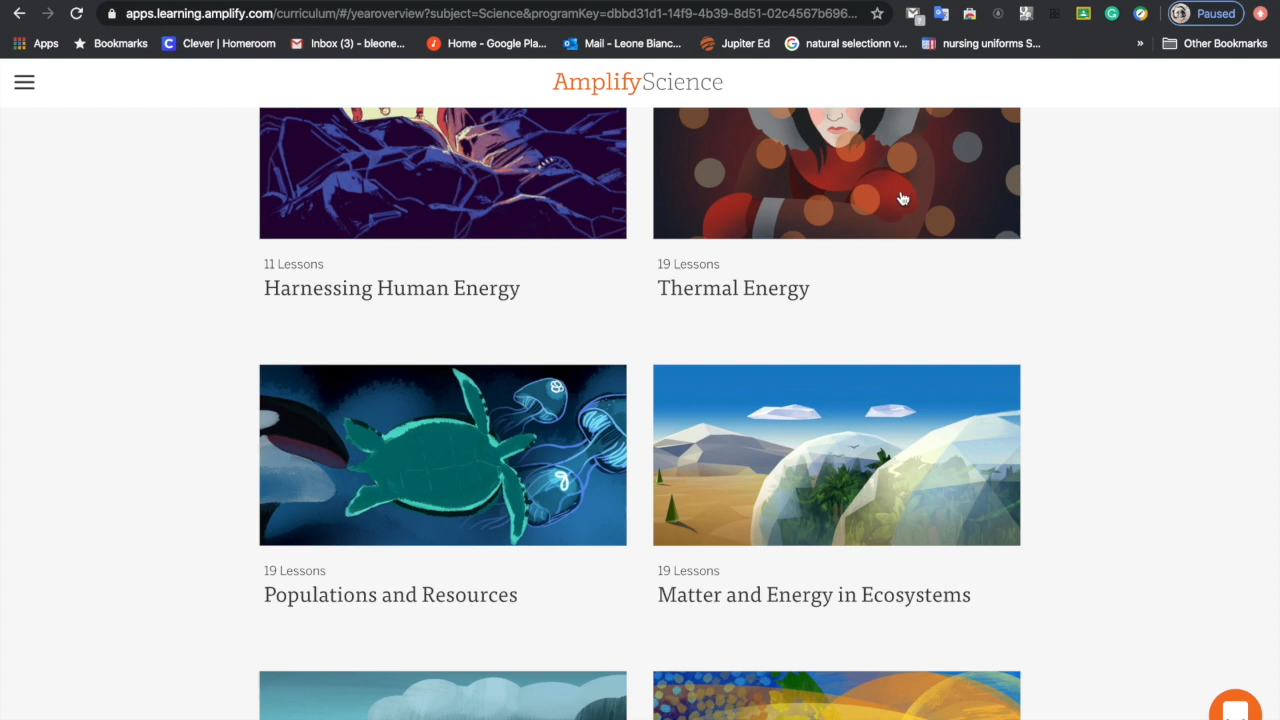 apps.learning.amplify.com/curriculum/#/yearoverview?subject=Science&programKey=dbbd31d1-14f9-4b39-8d51-02c4567b696...
Paused
Apps
Bookmarks
Clever | Homeroom
Inbox (3) - bleone...
Home - Google Pla...
Mail - Leone Bianc...
Jupiter Ed
natural selectionn v...
nursing uniforms S...
»
Other Bookmarks
AmplifyScience
11 Lessons
Harnessing Human Energy
19 Lessons
Thermal Energy
19 Lessons
Populations and Resources
19 Lessons
Matter and Energy in Ecosystems